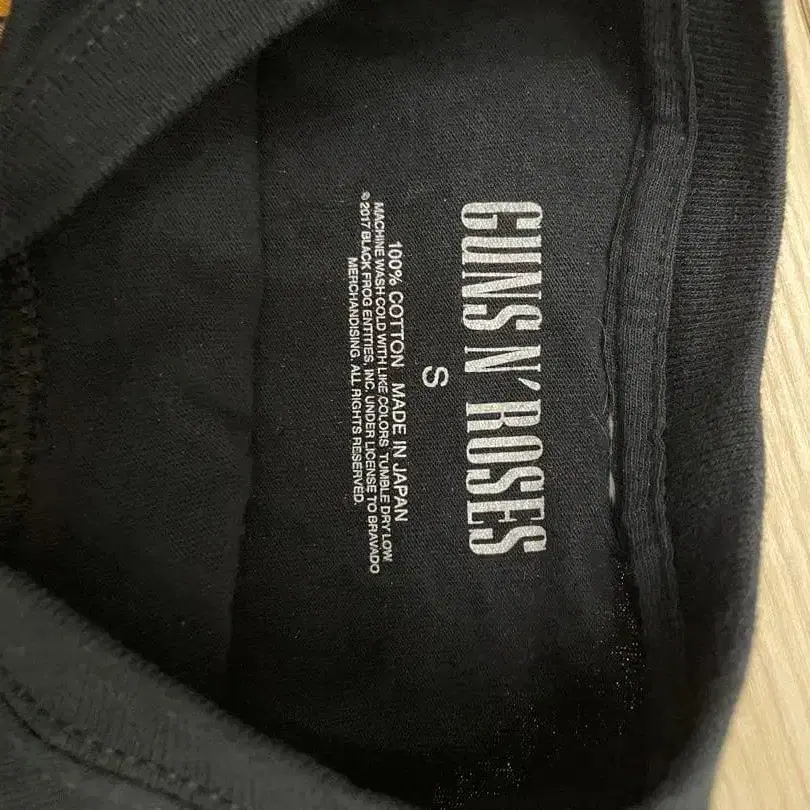 GUNS N' ROSES
S
100% COTTON MADE IN JAPAN
MACHINE WASH COLD WITH LIKE COLORS TUMBLE DRY LOW
© 2017 BLACK FROG ENTITIES, INC. UNDER LICENSE TO BRAVADO
MERCHANDISING. ALL RIGHTS RESERVED.